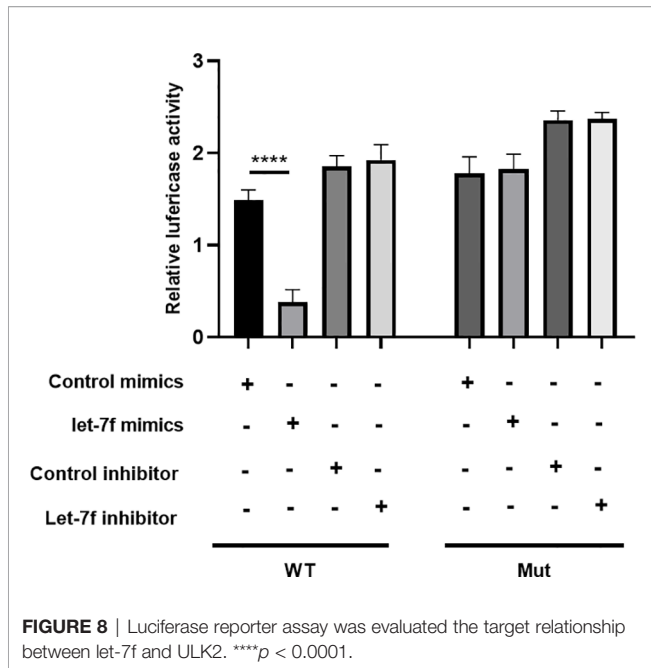 3
2
1
0
Relative lufericase activity
****
Control mimics + - - - + - - -
let-7f mimics - + - - - + - -
Control inhibitor - - + - - - + -
Let-7f inhibitor - - - + - - - +
WT Mut
FIGURE 8 | Luciferase reporter assay was evaluated the target relationship
between let-7f and ULK2. ****p < 0.0001.